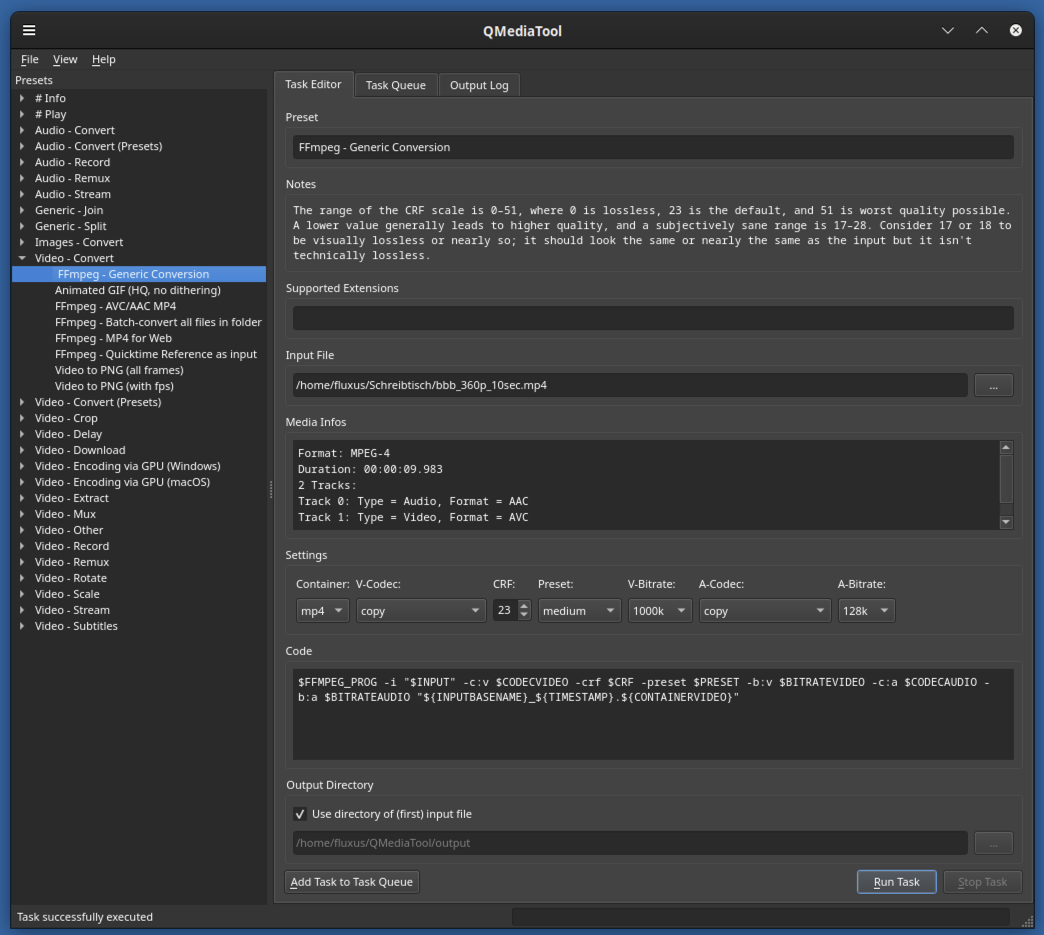 QMediaTool
File View Help
Presets
# Info
# Play
Audio - Convert
Audio - Convert (Presets)
Audio - Record
Audio - Remux
Audio - Stream
Generic - Join
Generic - Split
Images - Convert
Video - Convert
FFmpeg - Generic Conversion
Animated GIF (HQ, no dithering)
FFmpeg - AVC/AAC MP4
FFmpeg - Batch-convert all files in folder
FFmpeg - MP4 for Web
FFmpeg - Quicktime Reference as input
Video to PNG (all frames)
Video to PNG (with fps)
Video - Convert (Presets)
Video - Crop
Video - Delay
Video - Download
Video - Encoding via GPU (Windows)
Video - Encoding via GPU (macOS)
Video - Extract
Video - Mux
Video - Other
Video - Record
Video - Remux
Video - Rotate
Video - Scale
Video - Stream
Video - Subtitles
Task Editor Task Queue Output Log
Preset
FFmpeg - Generic Conversion
Notes
The range of the CRF scale is 0–51, where 0 is lossless, 23 is the default, and 51 is worst quality possible.
A lower value generally leads to higher quality, and a subjectively sane range is 17–28. Consider 17 or 18 to
be visually lossless or nearly so; it should look the same or nearly the same as the input but it isn't
technically lossless.
Supported Extensions
Input File
/home/fluxus/Schreibtisch/bbb_360p_10sec.mp4 ...
Media Infos
Format: MPEG-4
Duration: 00:00:09.983
2 Tracks:
Track 0: Type = Audio, Format = AAC
Track 1: Type = Video, Format = AVC
Settings
Container: V-Codec: CRF: Preset: V-Bitrate: A-Codec: A-Bitrate:
mp4 copy 23 medium 1000k copy 128k
Code
$FFMPEG_PROG -i "$INPUT" -c:v $CODECVIDEO -crf $CRF -preset $PRESET -b:v $BITRATEVIDEO -c:a $CODECAUDIO -
b:a $BITRATEAUDIO "${INPUTBASENAME}_${TIMESTAMP}.${CONTAINERVIDEO}"
Output Directory
Use directory of (first) input file
/home/fluxus/QMediaTool/output ...
Add Task to Task Queue Run Task Stop Task
Task successfully executed